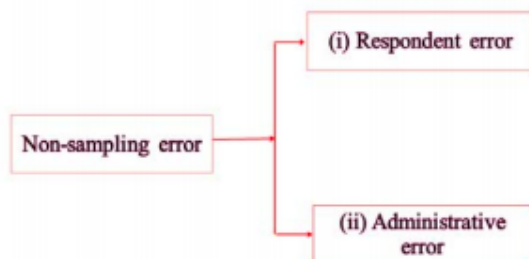 (i) Respondent error
Non-sampling error
(ii) Administrative
error